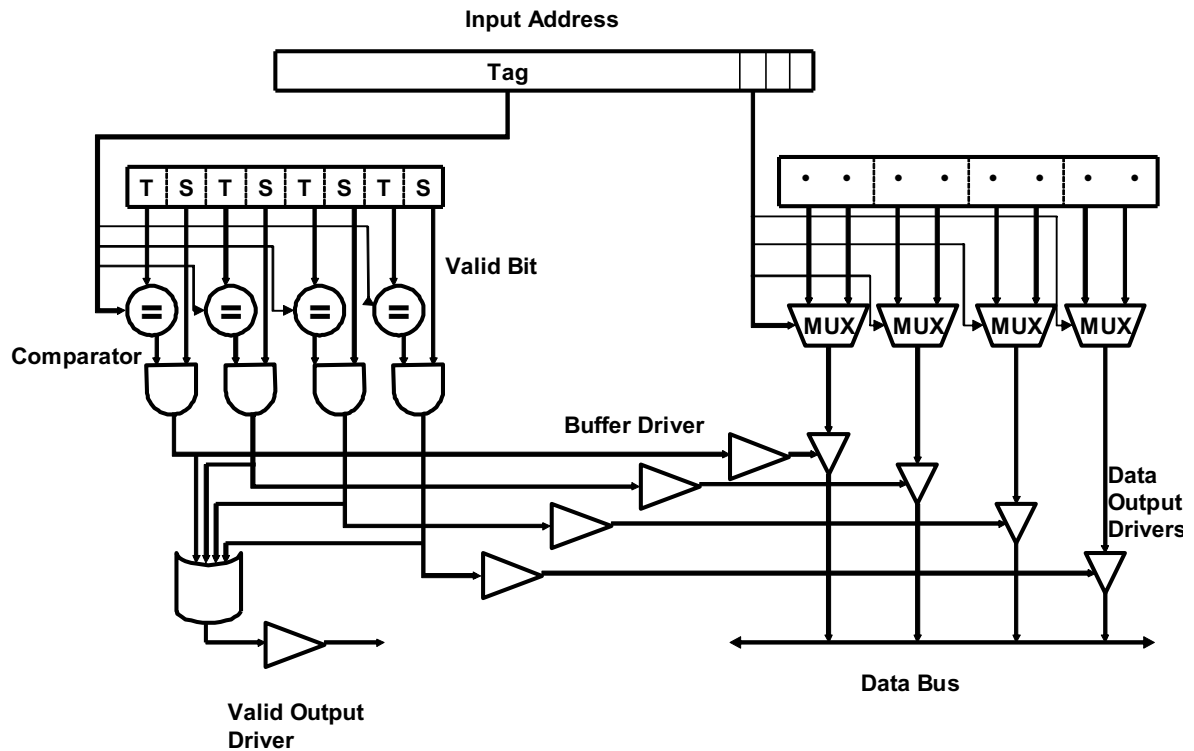 Input Address
Tag
T S T S T S T S
Valid Bit
= = = =
MUX MUX MUX MUX
Comparator
Buffer Driver
Data
Output
Drivers
Data Bus
Valid Output
Driver